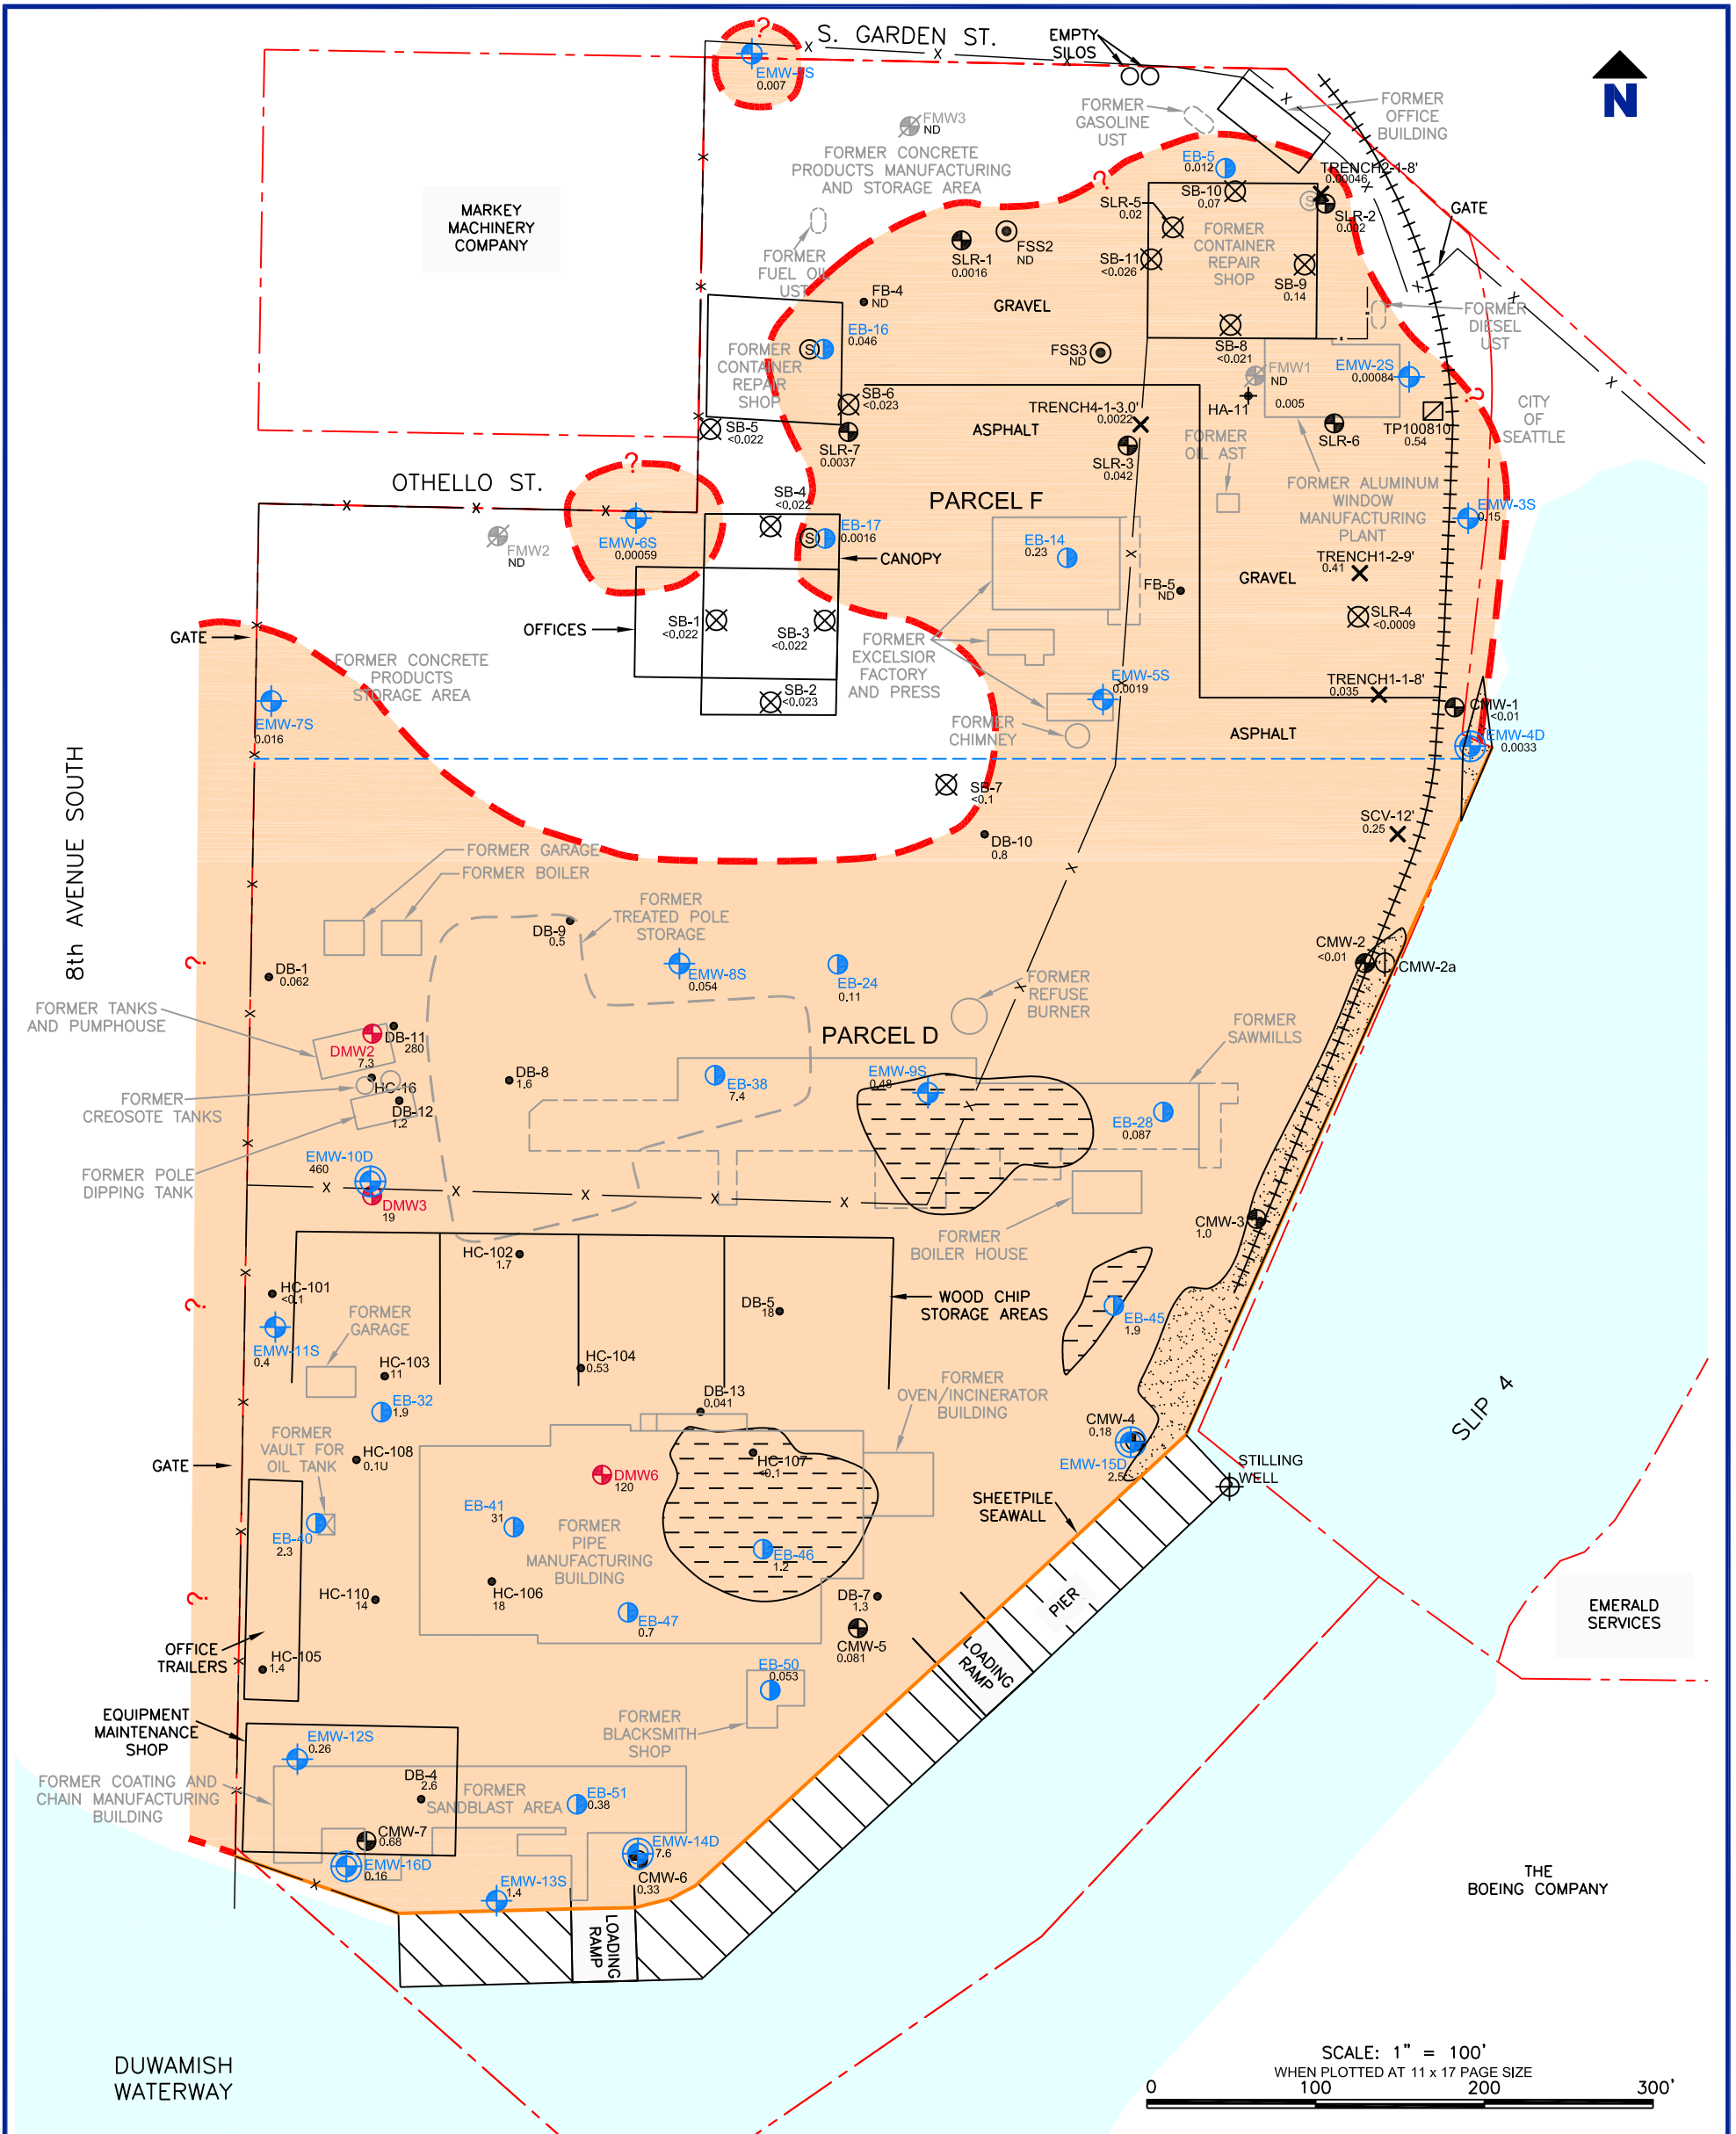 S. GARDEN ST.
EMPTY
SILOS
N
?
EMW-1S
0.007
FMW3
ND
FORMER
GASOLINE
UST
FORMER
OFFICE
BUILDING
FORMER CONCRETE
PRODUCTS MANUFACTURING
AND STORAGE AREA
MARKEY
MACHINERY
COMPANY
?
EB-5
0.012
TRENCH2-1-8'
0.00046
SB-10
0.07
S
SLR-5
0.02
SLR-2
0.002
GATE
FORMER
FUEL OIL
UST
SLR-1
0.0016
FSS2
ND
SB-11
<0.026
FORMER
CONTAINER
REPAIR
SHOP
SB-9
0.14
FB-4
ND
GRAVEL
FORMER
DIESEL
UST
EB-16
0.046
S
FORMER
CONTAINER
REPAIR
SHOP
FSS3
ND
SB-8
<0.021
FMW1
ND
EMW-2S
0.00084
?
HA-11
0.005
SB-6
<0.023
SB-5
<0.022
SLR-7
0.0037
TRENCH4-1-3.0'
0.0022
ASPHALT
SLR-3
0.042
FORMER
OIL AST
SLR-6
TP100810
0.54
CITY
OF
SEATTLE
OTHELLO ST.
?
SB-4
<0.022
PARCEL F
FORMER ALUMINUM
WINDOW
MANUFACTURING
PLANT
EMW-3S
0.15
FMW2
ND
EMW-6S
0.00059
S
EB-17
0.0016
CANOPY
EB-14
0.23
TRENCH1-2-9'
0.41
GRAVEL
FB-5
ND
SLR-4
<0.0009
GATE
OFFICES
SB-1
<0.022
SB-3
<0.022
FORMER
EXCELSIOR
FACTORY
AND PRESS
FORMER CONCRETE
PRODUCTS
STORAGE AREA
SB-2
<0.023
EMW-5S
0.0019
TRENCH1-1-8'
0.035
CMW-1
<0.01
EMW-7S
0.016
FORMER
CHIMNEY
ASPHALT
EMW-4D
0.0033
8th AVENUE SOUTH
SB-7
<0.1
SCV-12'
0.25
DB-10
0.8
FORMER GARAGE
FORMER BOILER
FORMER
TREATED POLE
STORAGE
DB-9
0.5
?
DB-1
0.062
EMW-8S
0.054
EB-24
0.11
CMW-2
<0.01
CMW-2a
FORMER
REFUSE
BURNER
FORMER TANKS
AND PUMPHOUSE
DB-11
280
DMW2
7.3
PARCEL D
FORMER
SAWMILLS
HC-16
DB-8
1.6
EB-38
7.4
EMW-9S
0.48
FORMER
CREOSOTE TANKS
DB-12
1.2
EB-28
0.087
EMW-10D
460
FORMER POLE
DIPPING TANK
DMW3
19
CMW-3
1.0
FORMER
BOILER HOUSE
HC-102
1.7
HC-101
<0.1
?
DB-5
18
WOOD CHIP
STORAGE AREAS
EB-45
1.9
EMW-11S
0.4
FORMER
GARAGE
HC-103
11
HC-104
0.53
FORMER
OVEN/INCINERATOR
BUILDING
EB-32
1.9
DB-13
0.041
SLIP 4
CMW-4
0.18
FORMER
VAULT FOR
OIL TANK
HC-108
0.1U
GATE
DMW6
120
HC-107
<0.1
EMW-15D
2.5
STILLING
WELL
SHEETPILE
SEAWALL
EB-41
31
EB-40
2.3
FORMER
PIPE
MANUFACTURING
BUILDING
EB-46
1.2
?
HC-110
14
HC-106
18
DB-7
1.3
PIER
EMERALD
SERVICES
EB-47
0.7
CMW-5
0.081
LOADING
RAMP
OFFICE
TRAILERS
HC-105
1.4
EB-50
0.053
EQUIPMENT
MAINTENANCE
SHOP
FORMER
BLACKSMITH
SHOP
EMW-12S
0.26
FORMER COATING AND
CHAIN MANUFACTURING
BUILDING
DB-4
2.6
FORMER
SANDBLAST AREA
EB-51
0.38
CMW-7
0.68
EMW-14D
7.6
EMW-16D
0.16
CMW-6
0.33
EMW-13S
1.4
THE
BOEING COMPANY
LOADING
RAMP
DUWAMISH
WATERWAY
SCALE: 1" = 100'
WHEN PLOTTED AT 11 x 17 PAGE SIZE
0 100 200 300'